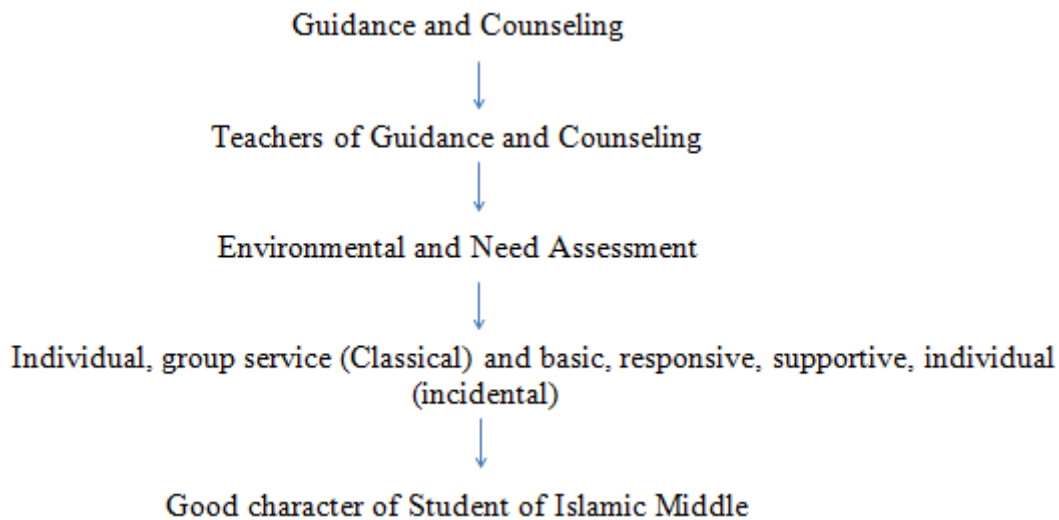 Guidance and Counseling
Teachers of Guidance and Counseling
Environmental and Need Assessment
Individual, group service (Classical) and basic, responsive, supportive, individual
(incidental)
Good character of Student of Islamic Middle